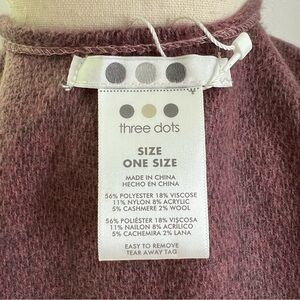 three dots
SIZE
ONE SIZE
MADE IN CHINA
HECHO EN CHINA
56% POLYESTER 18% VISCOSE
11% NYLON 8% ACRYLIC
5% CASHMERE 2% WOOL
56% POLIÉSTER 18% VISCOSA
11% NAILON 8% ACRÍLICO
5% CACHEMIRA 2% LANA
EASY TO REMOVE
TEAR AWAY TAG